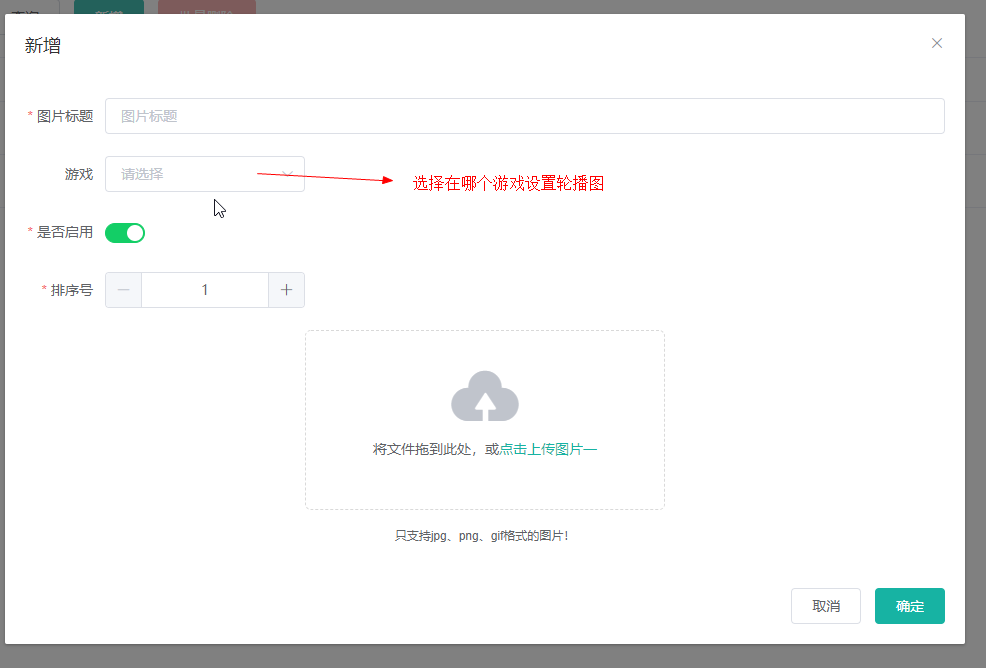 新增
* 图片标题 图片标题
游戏 请选择
选择在哪个游戏设置轮播图
* 是否启用
* 排序号 1
将文件拖到此处，或点击上传图片一
只支持jpg、png、gif格式的图片！
取消 确定